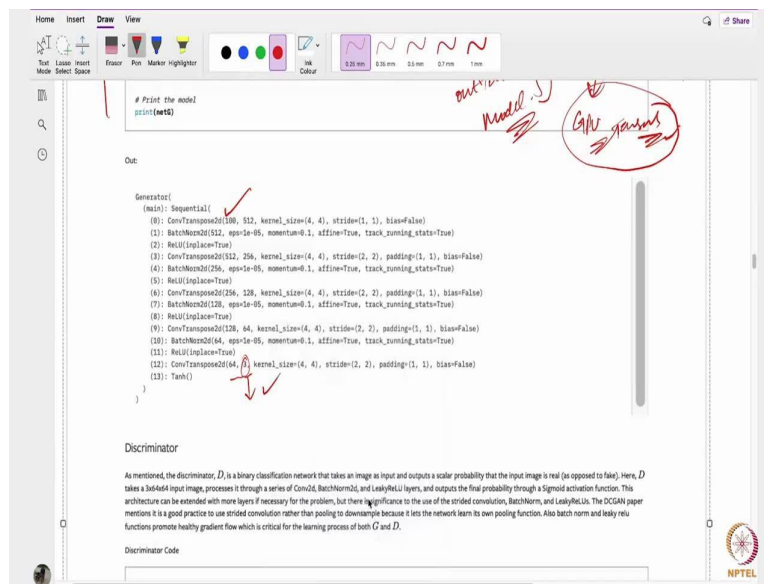 Home Insert Draw View
Share
Text Mode
Lasso Select
Insert Space
Eraser
Pen
Marker
Highlighter
Ink Colour
0.25 mm
0.35 mm
0.5 mm
0.7 mm
1 mm
# Print the model
print(netG)
model.
GPU
Out:
Generator(
(main): Sequential(
(0): ConvTranspose2d(100, 512, kernel_size=(4, 4), stride=(1, 1), bias=False)
(1): BatchNorm2d(512, eps=1e-05, momentum=0.1, affine=True, track_running_stats=True)
(2): ReLU(inplace=True)
(3): ConvTranspose2d(512, 256, kernel_size=(4, 4), stride=(2, 2), padding=(1, 1), bias=False)
(4): BatchNorm2d(256, eps=1e-05, momentum=0.1, affine=True, track_running_stats=True)
(5): ReLU(inplace=True)
(6): ConvTranspose2d(256, 128, kernel_size=(4, 4), stride=(2, 2), padding=(1, 1), bias=False)
(7): BatchNorm2d(128, eps=1e-05, momentum=0.1, affine=True, track_running_stats=True)
(8): ReLU(inplace=True)
(9): ConvTranspose2d(128, 64, kernel_size=(4, 4), stride=(2, 2), padding=(1, 1), bias=False)
(10): BatchNorm2d(64, eps=1e-05, momentum=0.1, affine=True, track_running_stats=True)
(11): ReLU(inplace=True)
(12): ConvTranspose2d(64, 3, kernel_size=(4, 4), stride=(2, 2), padding=(1, 1), bias=False)
(13): Tanh()
)
)
Discriminator
As mentioned, the discriminator, D, is a binary classification network that takes an image as input and outputs a scalar probability that the input image is real (as opposed to fake). Here, D
takes a 3x64x64 input image, processes it through a series of Conv2d, BatchNorm2d, and LeakyReLU layers, and outputs the final probability through a Sigmoid activation function. This
architecture can be extended with more layers if necessary for the problem, but there is significance to the use of the strided convolution, BatchNorm, and LeakyReLUs. The DCGAN paper
mentions it is a good practice to use strided convolution rather than pooling to downsample because it lets the network learn its own pooling function. Also batch norm and leaky relu
functions promote healthy gradient flow which is critical for the learning process of both G and D.
Discriminator Code
NPTEL